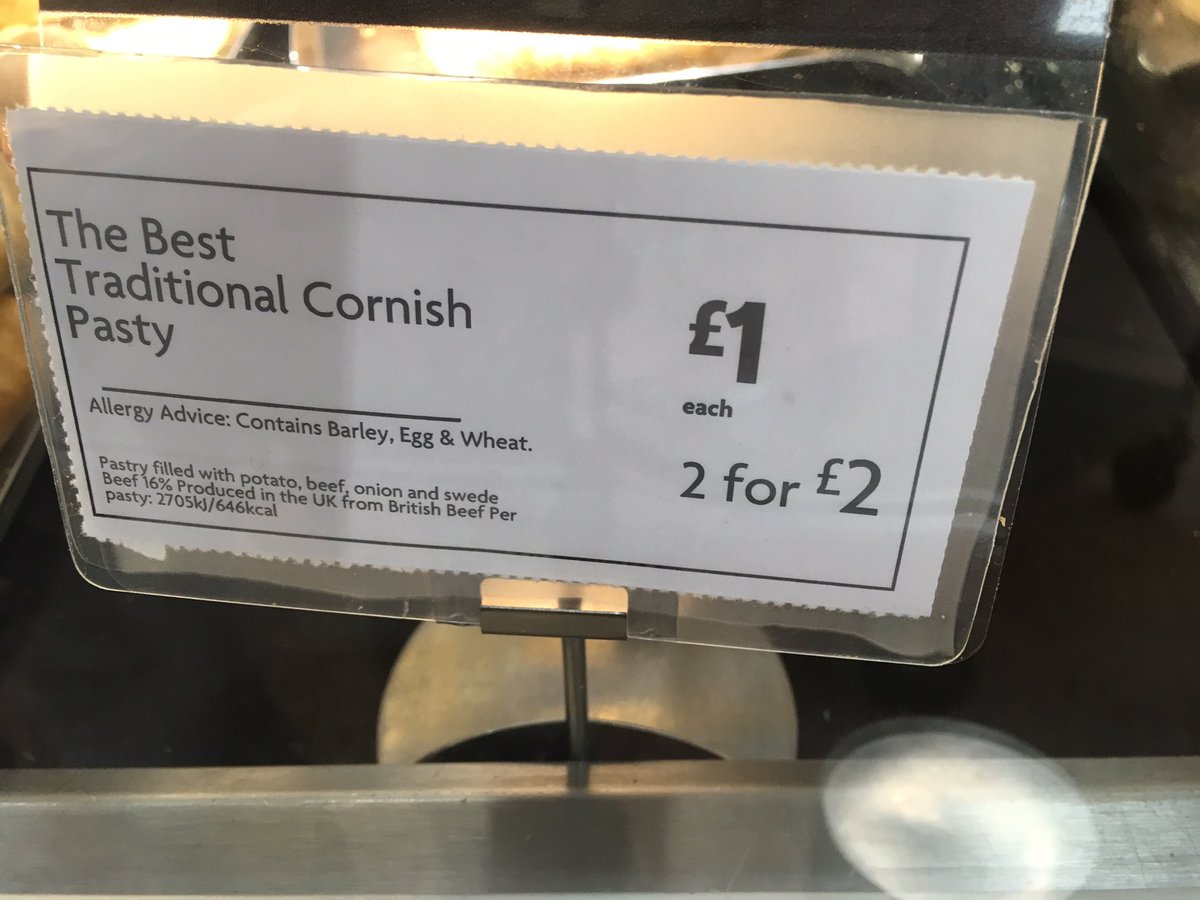 The Best
Traditional Cornish
Pasty
£1
each
Allergy Advice: Contains Barley, Egg & Wheat.
2 for £2
Pastry filled with potato, beef, onion and swede
Beef 16% Produced in the UK from British Beef Per
pasty: 2705kJ/646kcal